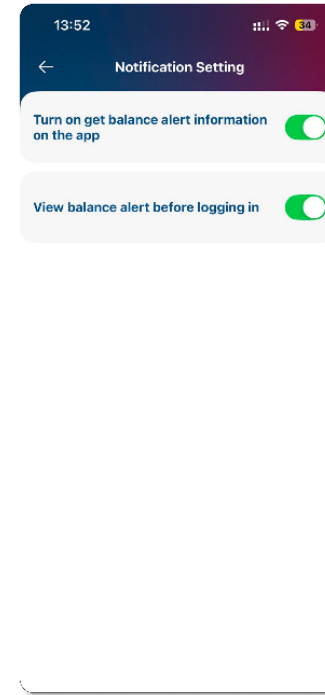 13:52
34
Notification Setting
Turn on get balance alert information
on the app
View balance alert before logging in